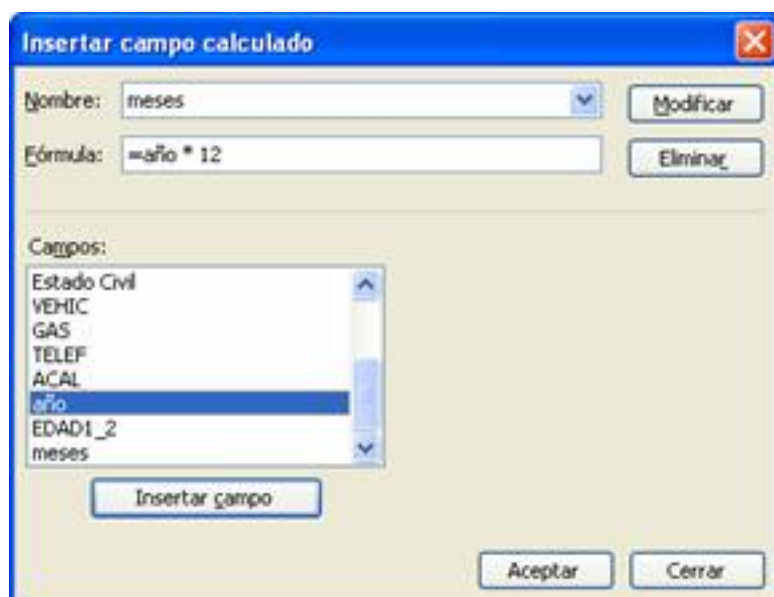 Insertar campo calculado
Nombre: meses Modificar
Fórmula: =año * 12 Eliminar
Campos:
Estado Civil
VEHIC
GAS
TELEF
ACAL
año
EDAD1_2
meses
Insertar campo
Aceptar Cerrar